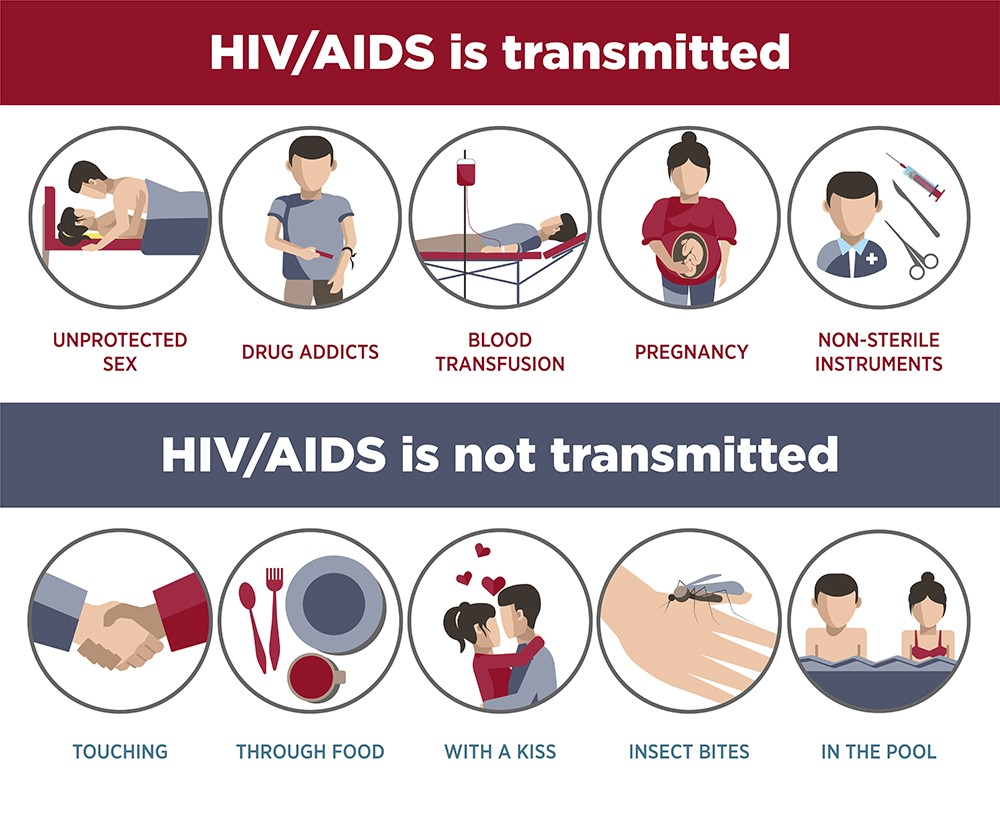 HIV/AIDS is transmitted
UNPROTECTED
SEX
DRUG ADDICTS
BLOOD
TRANSFUSION
PREGNANCY
NON-STERILE
INSTRUMENTS
HIV/AIDS is not transmitted
TOUCHING
THROUGH FOOD
WITH A KISS
INSECT BITES
IN THE POOL